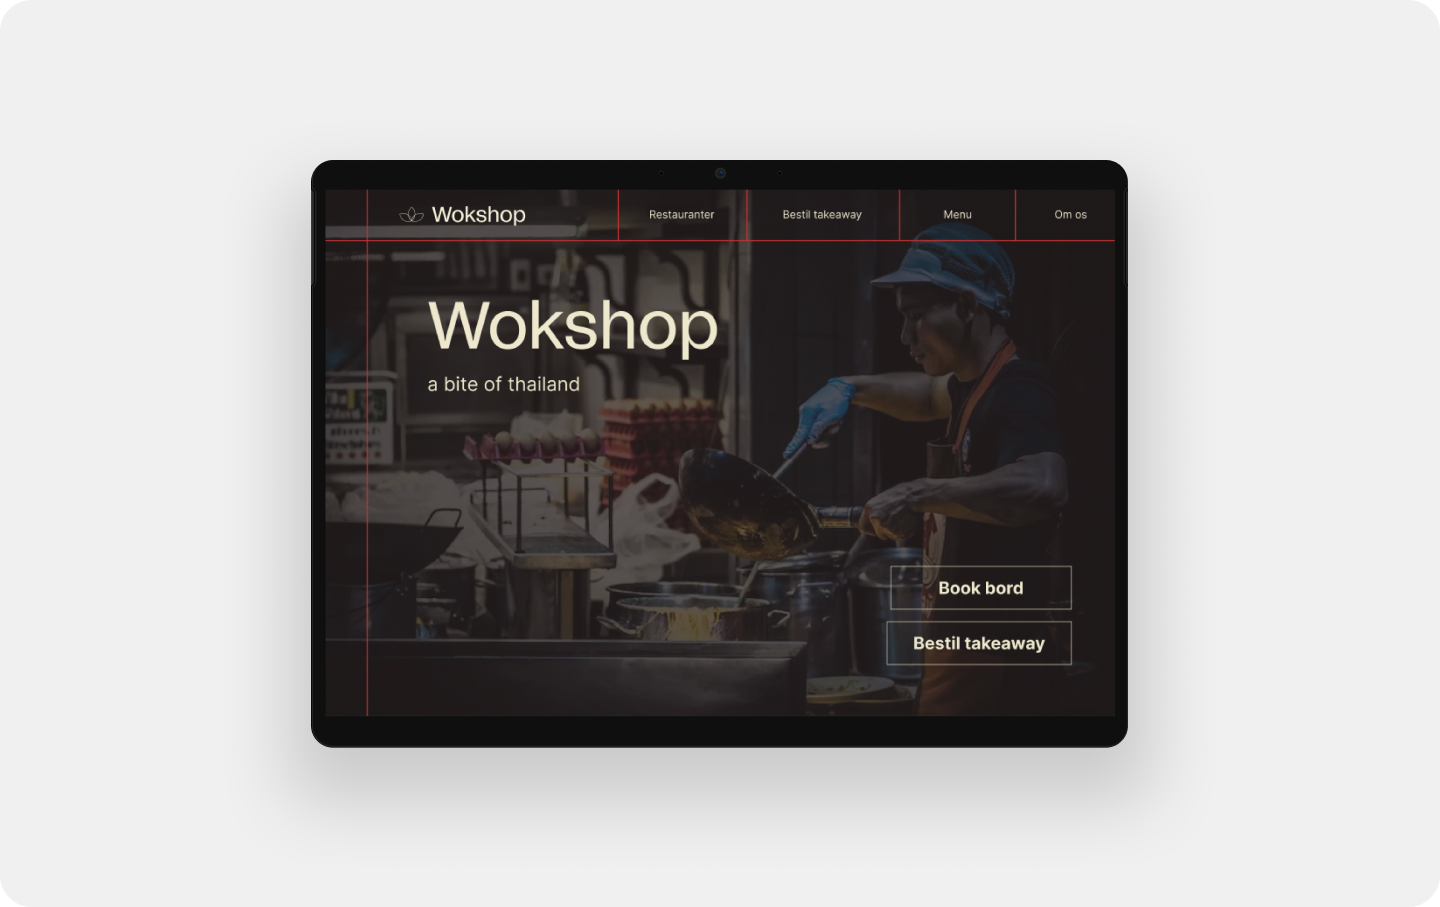 Wokshop
Restauranter
Bestil takeaway
Menu
Om os
Wokshop
a bite of thailand
Book bord
Bestil takeaway